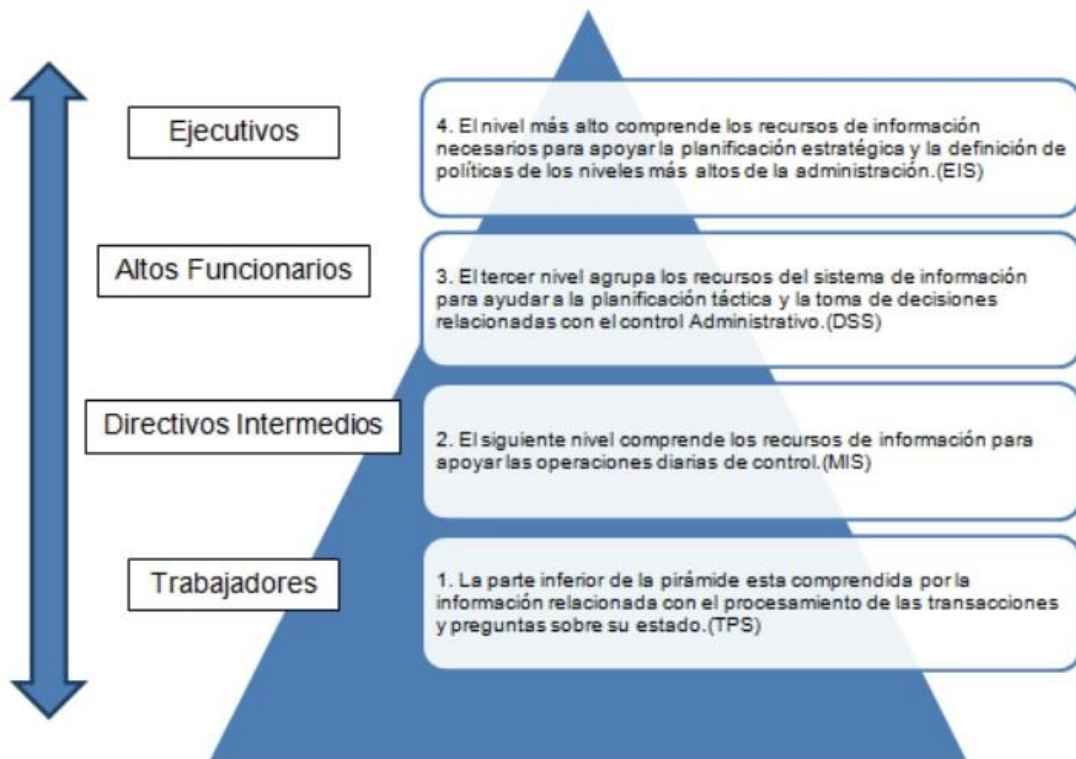 Ejecutivos
4. El nivel más alto comprende los recursos de información
necesarios para apoyar la planificación estratégica y la definición de
políticas de los niveles más altos de la administración.(EIS)
Altos Funcionarios
3. El tercer nivel agrupa los recursos del sistema de información
para ayudar a la planificación táctica y la toma de decisiones
relacionadas con el control Administrativo.(DSS)
Directivos Intermedios
2. El siguiente nivel comprende los recursos de información para
apoyar las operaciones diarias de control.(MIS)
Trabajadores
1. La parte inferior de la pirámide esta comprendida por la
información relacionada con el procesamiento de las transacciones
y preguntas sobre su estado.(TPS)